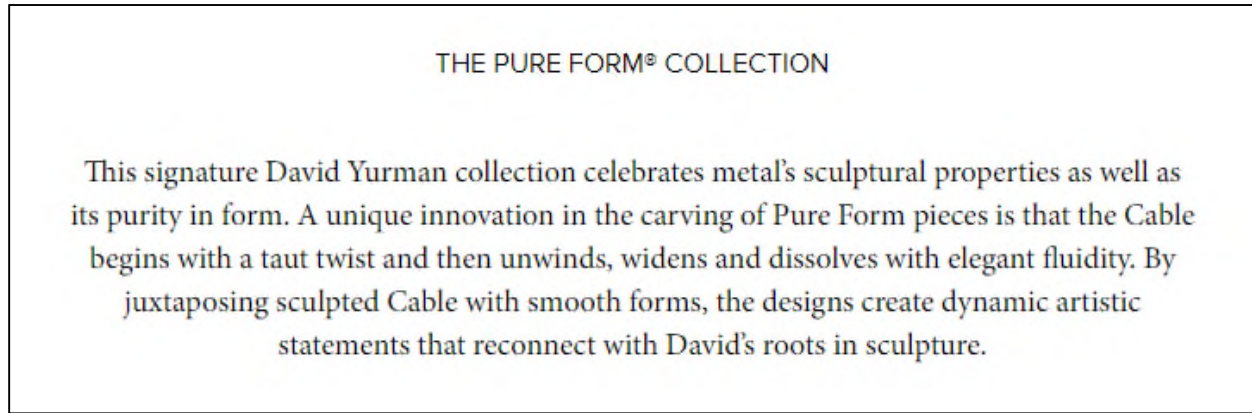 THE PURE FORM® COLLECTION
This signature David Yurman collection celebrates metal’s sculptural properties as well as
its purity in form. A unique innovation in the carving of Pure Form pieces is that the Cable
begins with a taut twist and then unwinds, widens and dissolves with elegant fluidity. By
juxtaposing sculpted Cable with smooth forms, the designs create dynamic artistic
statements that reconnect with David’s roots in sculpture.